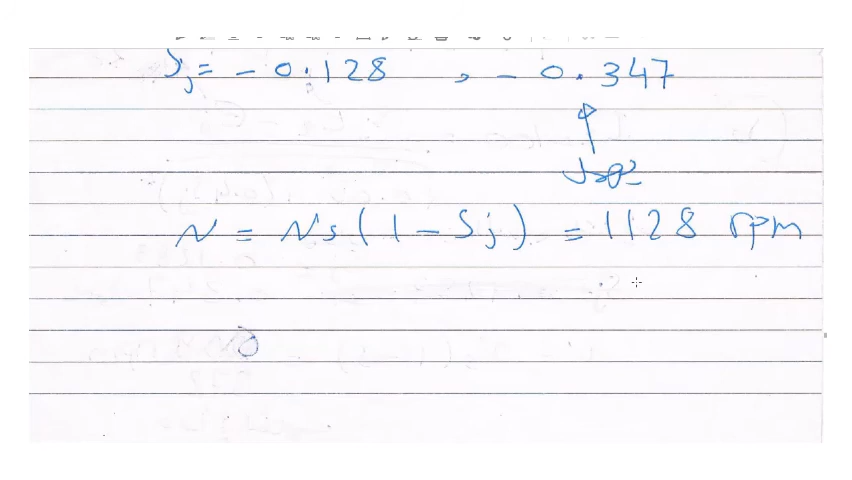 Sj = - 0.128 , - 0.347
N = Ns ( 1 - Sj ) = 1128 rpm